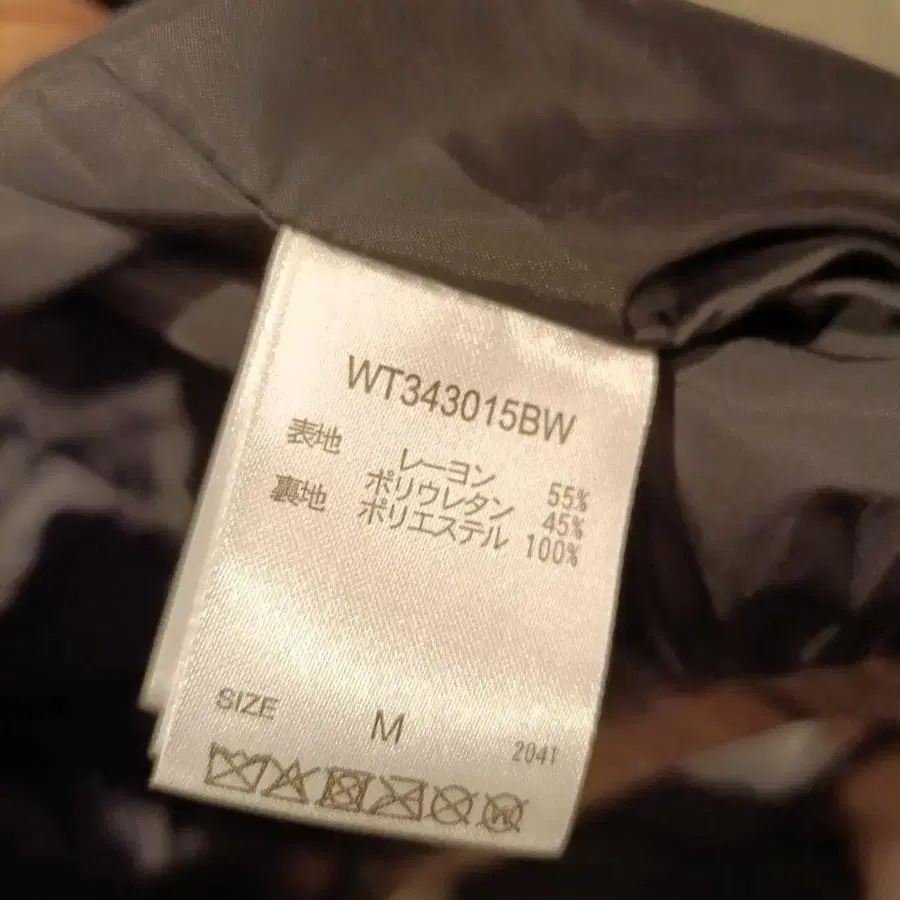 WT343015BW
表地 レーヨン 55%
ポリウレタン 45%
裏地 ポリエステル 100%
SIZE M
2041